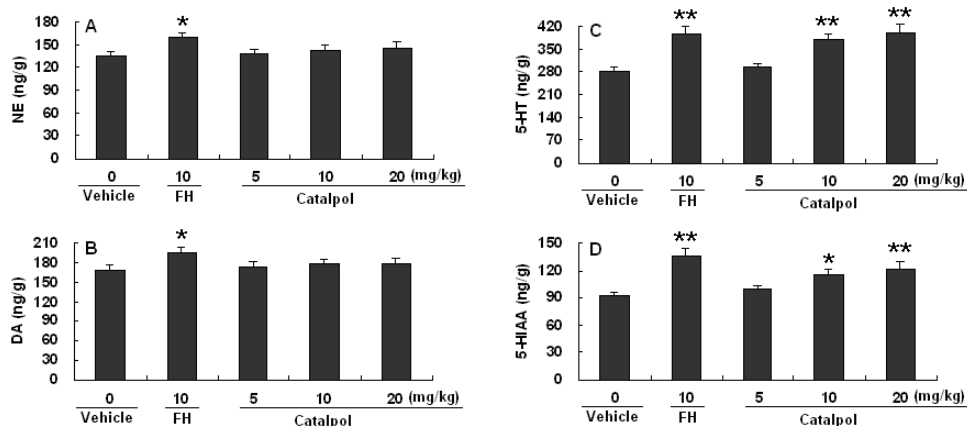 A
NE (ng/g)
180
150
120
90
60
30
0
*
0 10 5 10 20 (mg/kg)
Vehicle FH Catalpol
B
DA (ng/g)
210
180
150
120
90
60
30
0
*
0 10 5 10 20 (mg/kg)
Vehicle FH Catalpol
C
5-HT (ng/g)
420
350
280
210
140
70
0
** ** **
0 10 5 10 20 (mg/kg)
Vehicle FH Catalpol
D
5-HIAA (ng/g)
150
120
90
60
30
0
** * **
0 10 5 10 20 (mg/kg)
Vehicle FH Catalpol